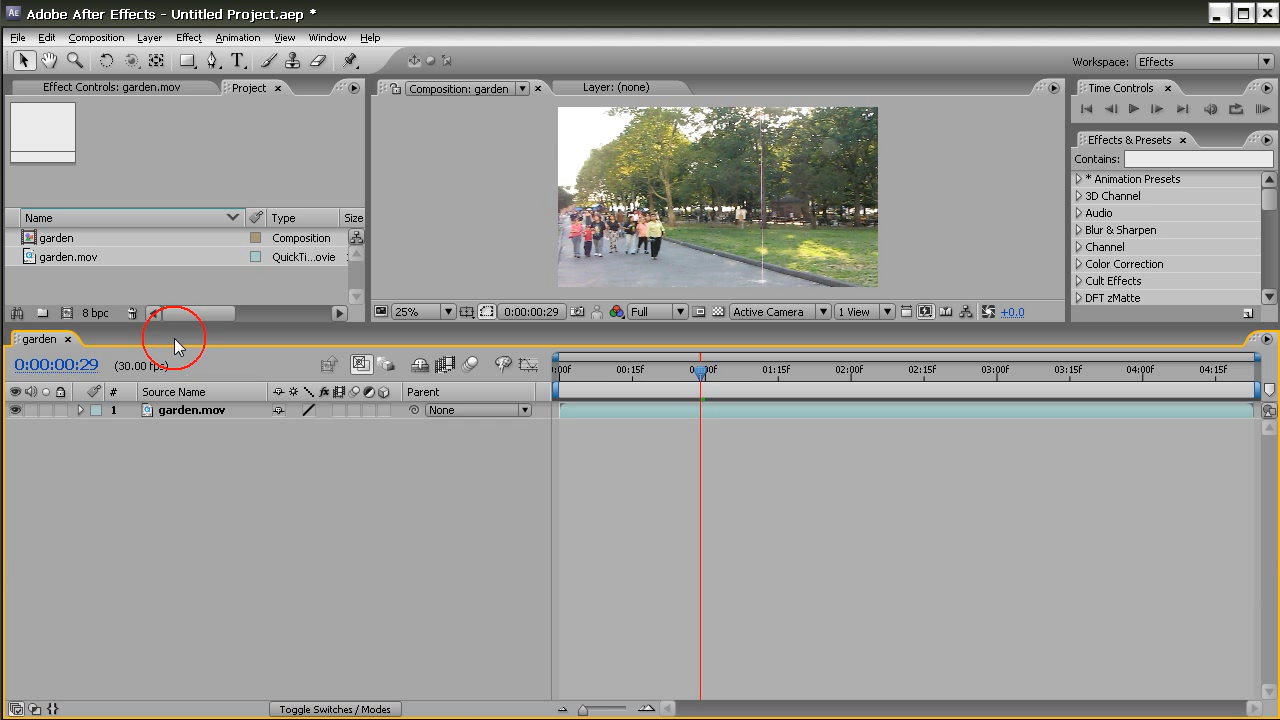 Adobe After Effects - Untitled Project.aep *
File Edit Composition Layer Effect Animation View Window Help
Workspace: Effects
Effect Controls: garden.mov Project
Composition: garden Layer: (none)
Time Controls
Effects & Presets
Contains:
* Animation Presets
3D Channel
Audio
Blur & Sharpen
Channel
Color Correction
Cult Effects
DFT zMatte
Name Type Size
garden Composition
garden.mov QuickTi...ovie
8 bpc
25% 0:00:00:29 Full Active Camera 1 View +0.0
garden
0:00:00:29 (30.00 fps)
00:15f 02:00f 02:15f 03:00f 03:15f 04:00f 04:15f
# Source Name Parent
1 garden.mov None
Toggle Switches / Modes